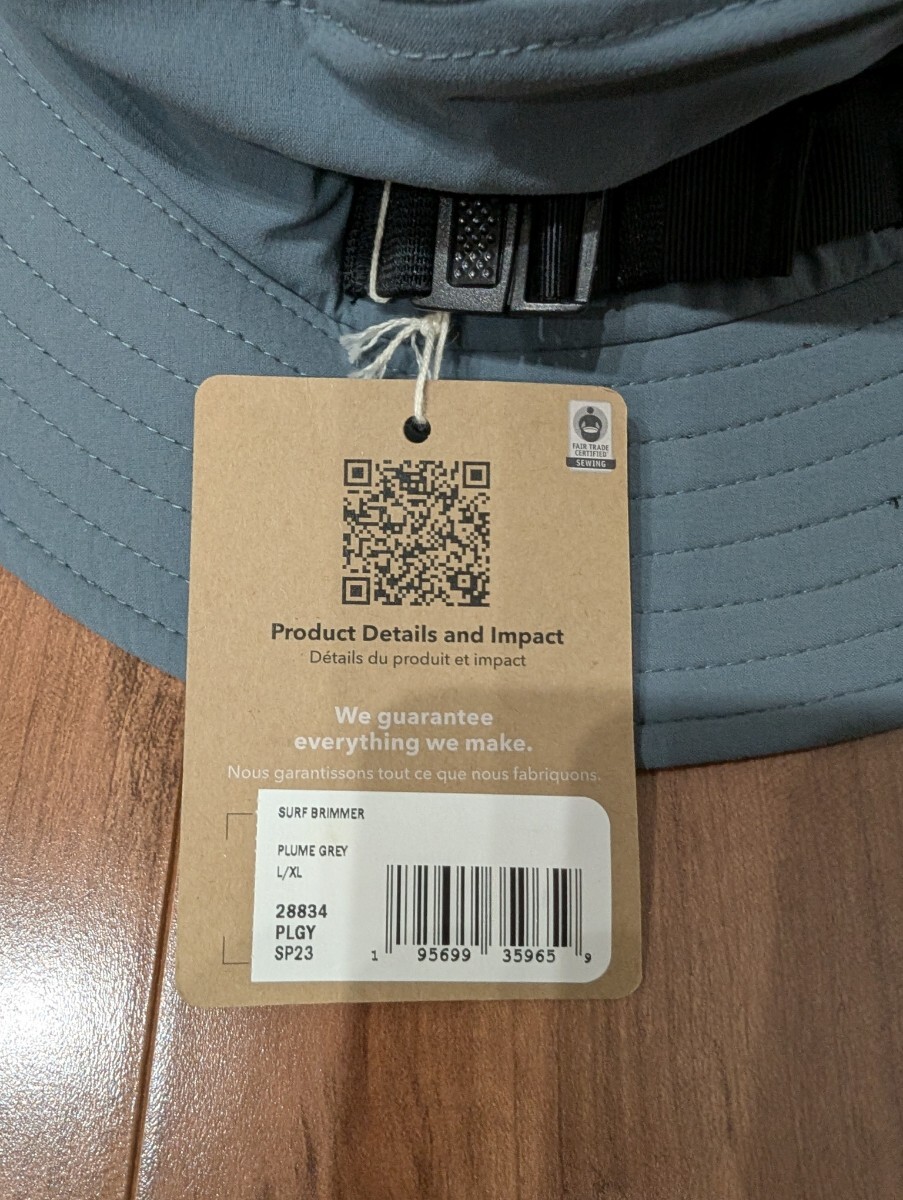 FAIR TRADE
CERTIFIED
SEWING
Product Details and Impact
Détails du produit et impact
We guarantee
everything we make.
Nous garantissons tout ce que nous fabriquons.
SURF BRIMMER
PLUME GREY
L/XL
28834
PLGY
SP23
1 95699 35965 9